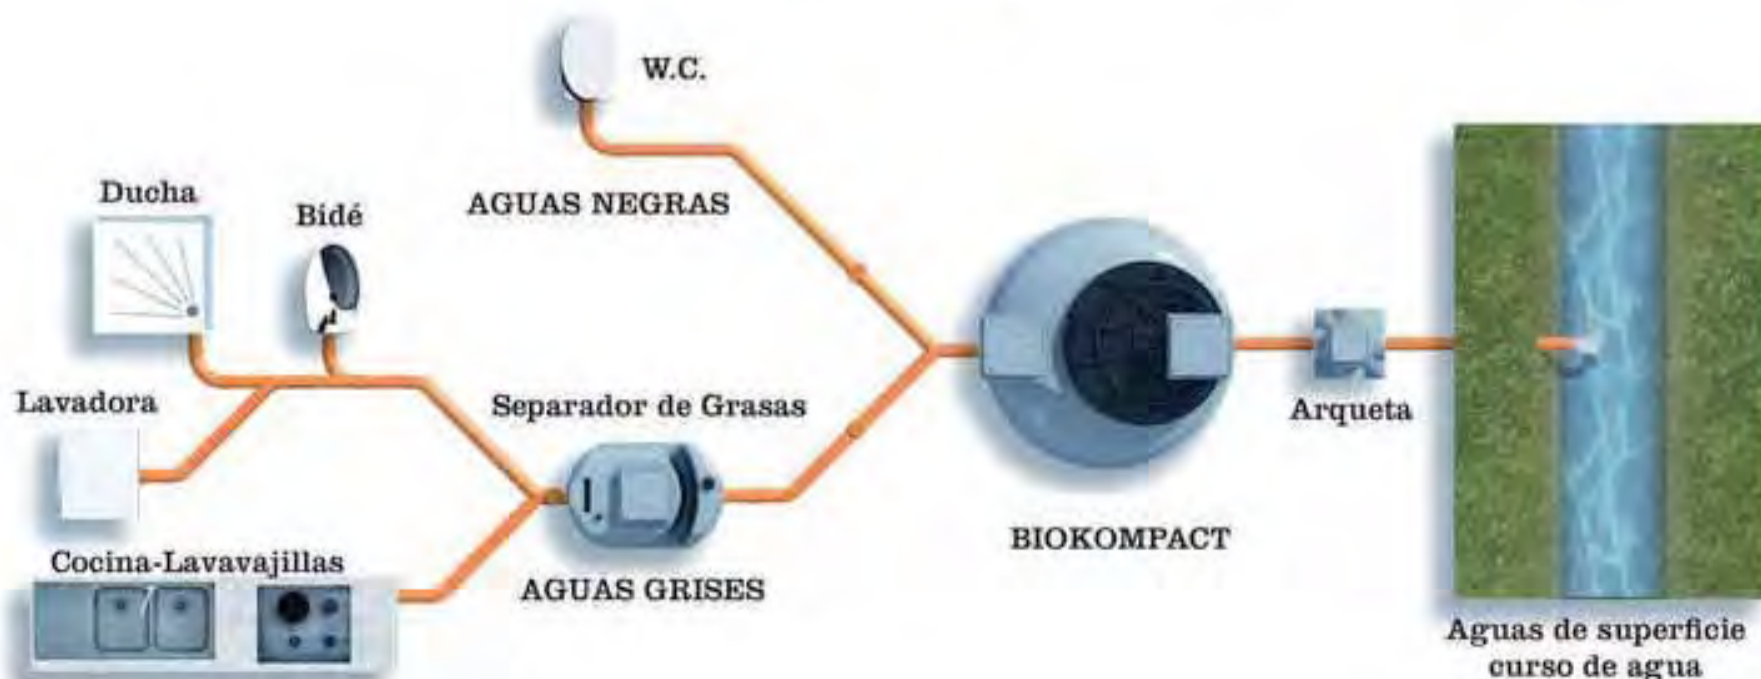 W.C.
AGUAS NEGRAS
Ducha
Bidé
Lavadora
Separador de Grasas
Cocina-Lavavajillas
AGUAS GRISES
BIOKOMPACT
Arqueta
Aguas de superficie
curso de agua